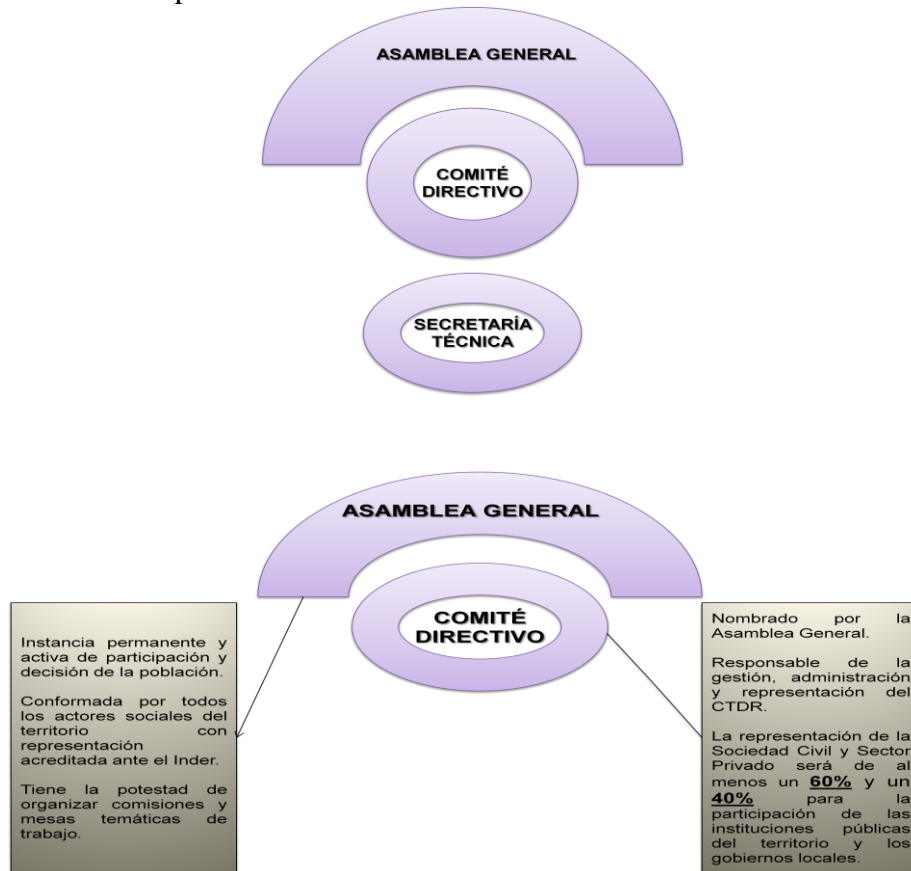 ASAMBLEA GENERAL
COMITÉ
DIRECTIVO
SECRETARÍA
TÉCNICA
ASAMBLEA GENERAL
COMITÉ
DIRECTIVO
Instancia permanente y
activa de participación y
decisión de la población.
Conformada por todos
los actores sociales del
territorio con
representación
acreditada ante el Inder.
Tiene la potestad de
organizar comisiones y
mesas temáticas de
trabajo.
Nombrado por la
Asamblea General.
Responsable de la
gestión, administración
y representación del
CTDR.
La representación de la
Sociedad Civil y Sector
Privado será de al
menos un 60% y un
40% para la
participación de las
instituciones públicas
del territorio y los
gobiernos locales.